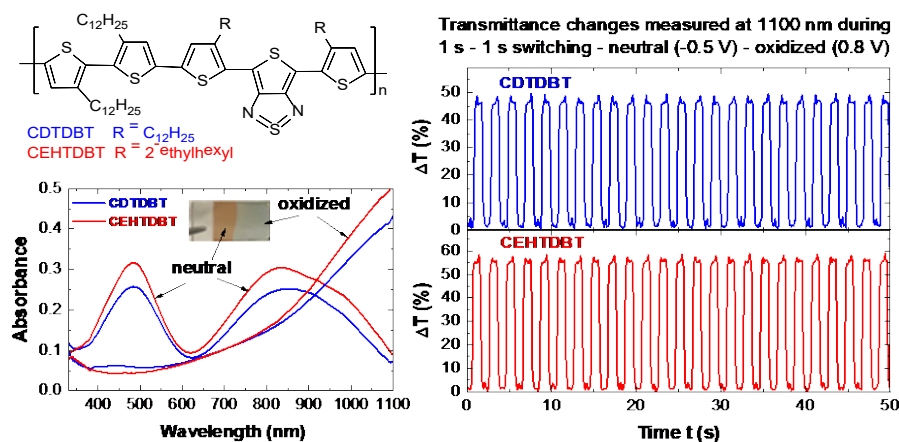 C12H25
R
R
S
S
S
S
S
n
C12H25
N
N
S
CDTDBT R = C12H25
CEHTDBT R = 2-ethylhexyl
0.5
0.4
0.3
0.2
0.1
0.0
Absorbance
CDTDBT
CEHTDBT
oxidized
neutral
400 500 600 700 800 900 1000 1100
Wavelength (nm)
Transmittance changes measured at 1100 nm during
1 s - 1 s switching - neutral (-0.5 V) - oxidized (0.8 V)
CDTDBT
50
40
30
20
10
0
ΔT (%)
CEHTDBT
60
50
40
30
20
10
0
ΔT (%)
0 10 20 30 40 50
Time t (s)